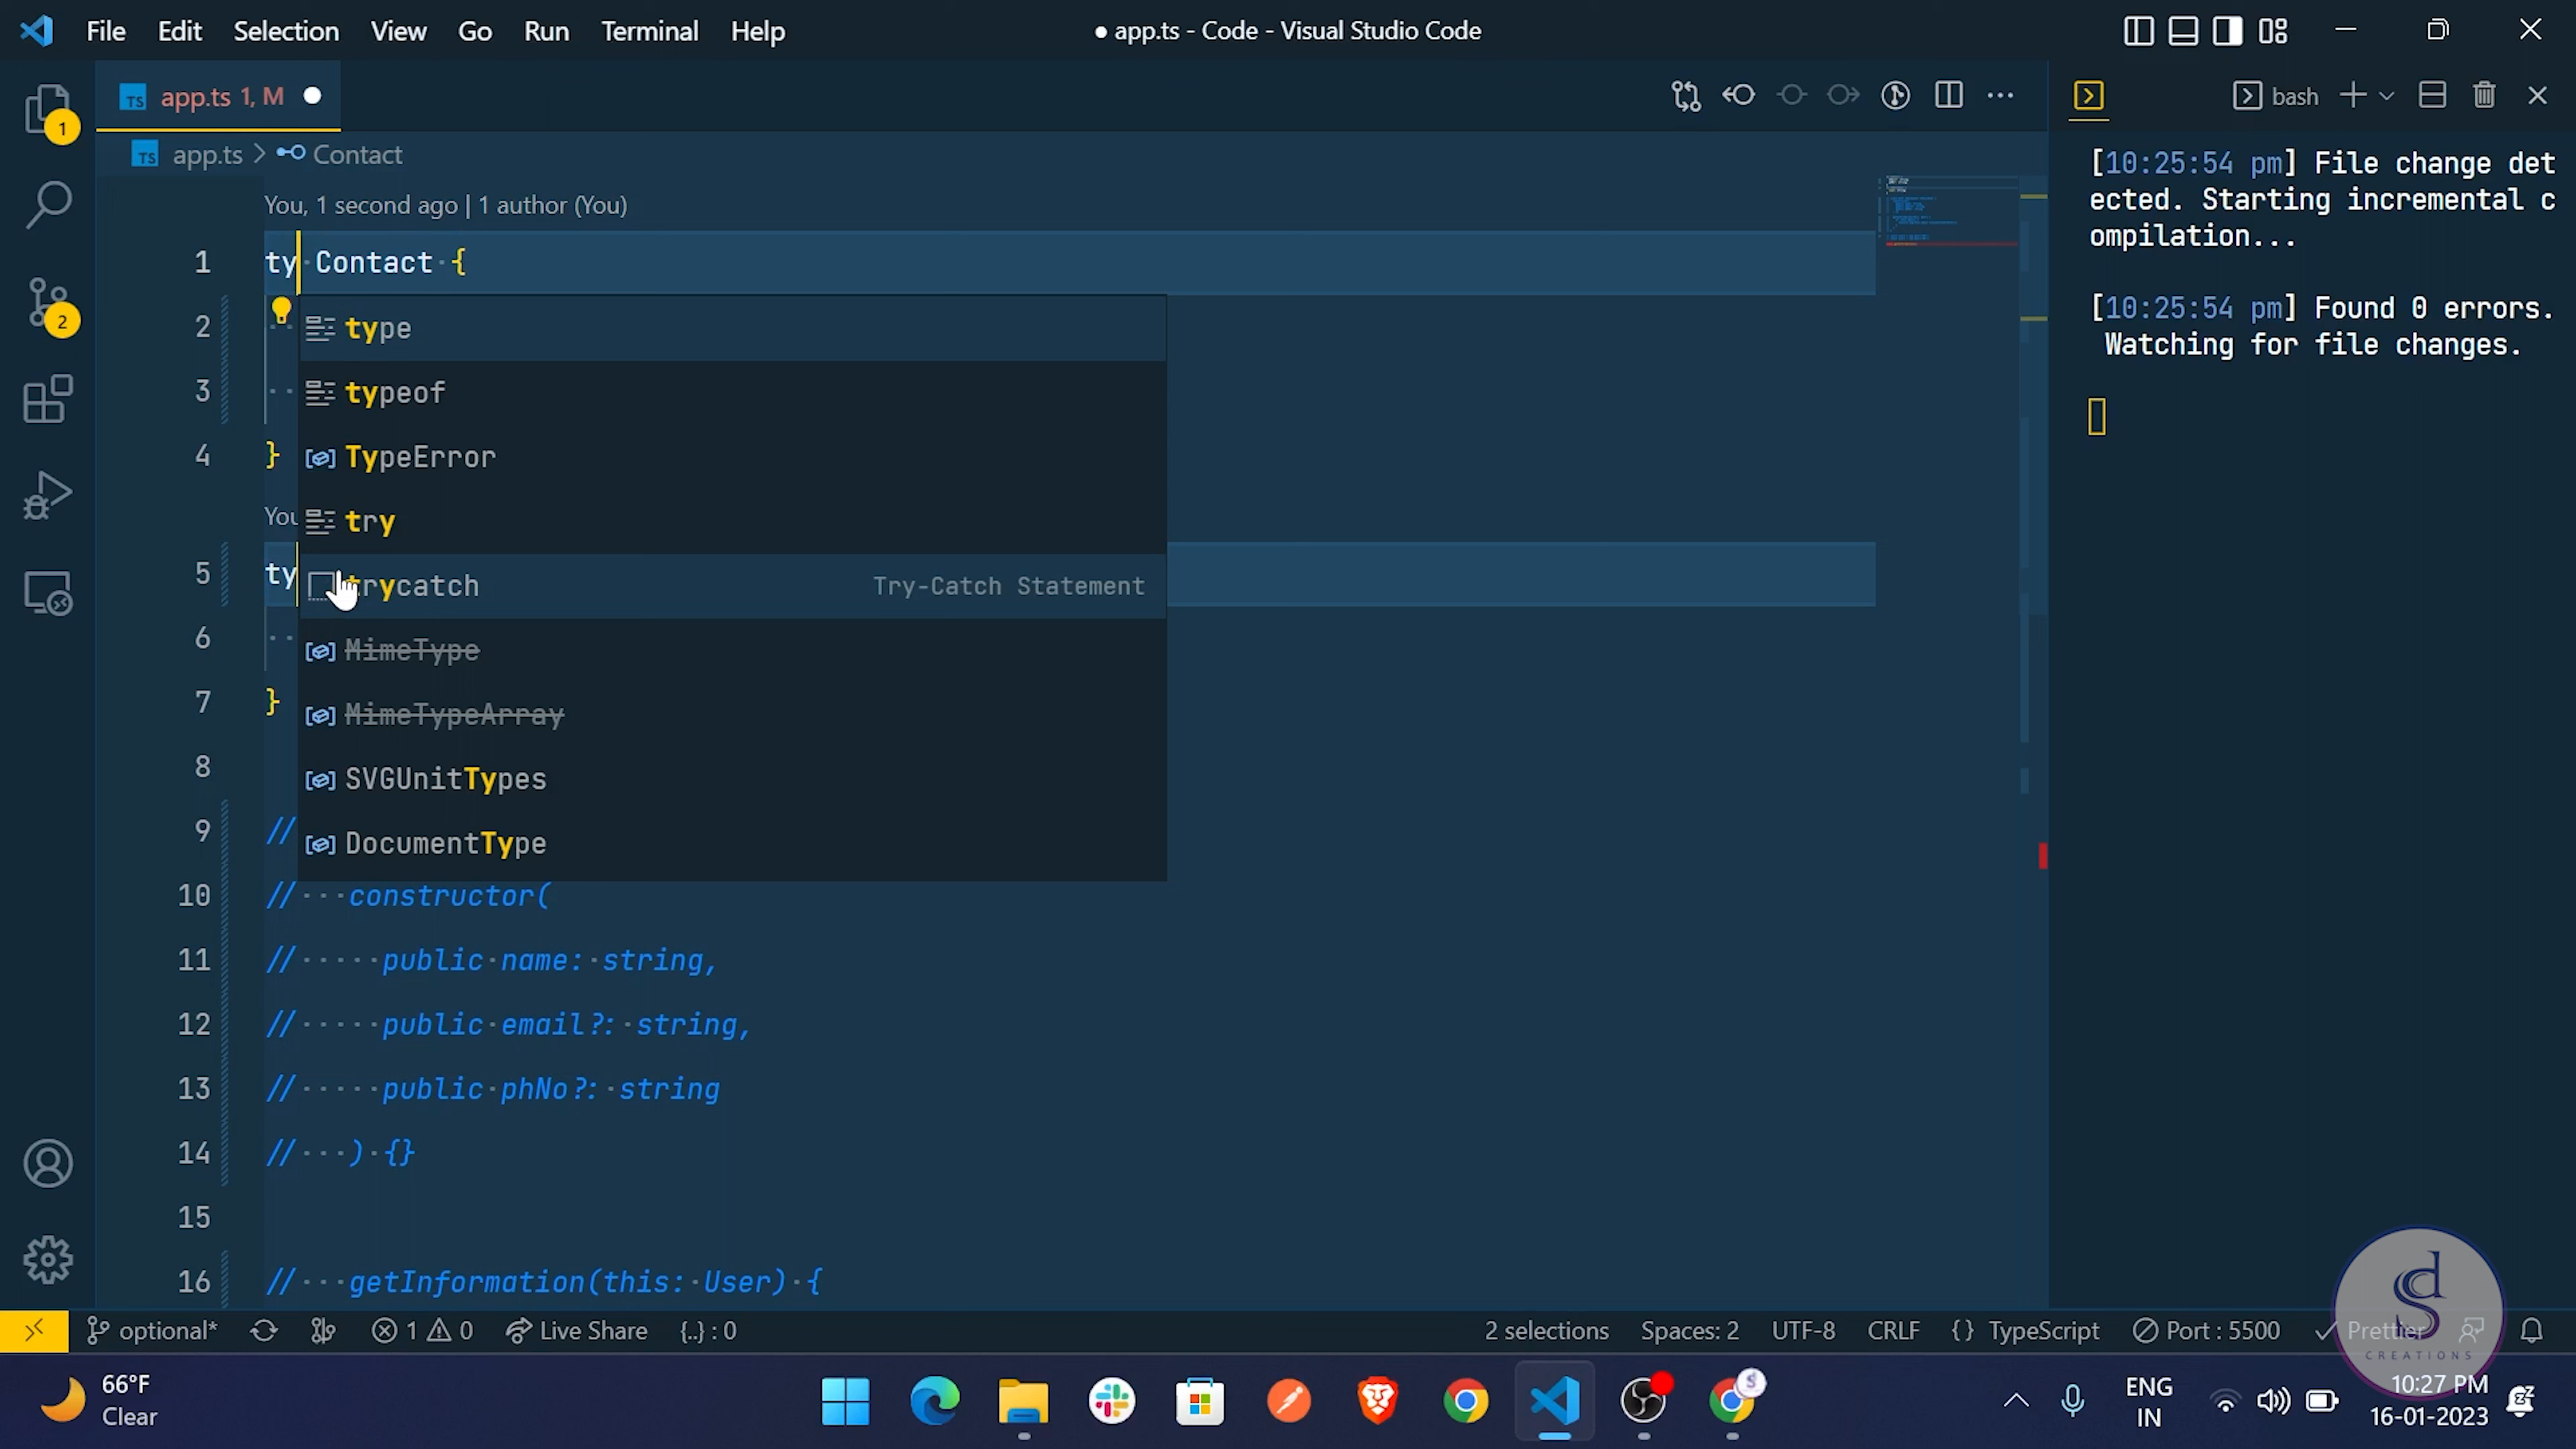 File Edit Selection View Go Run Terminal Help
● app.ts - Code - Visual Studio Code
TS app.ts 1, M
bash
TS app.ts > Contact
You, 1 second ago | 1 author (You)
1 ty Contact {
2
3
4 }
You
5 ty
6
7 }
8
9 //
type
typeof
TypeError
try
trycatch Try-Catch Statement
MimeType
MimeTypeArray
SVGUnitTypes
DocumentType
10 // ··· constructor(
11 // ····· public·name:·string,
12 // ····· public·email?:·string,
13 // ····· public·phNo?:·string
14 // ··· )·{}
15
16 // ··· getInformation(this:·User)·{
[10:25:54 pm] File change det
ected. Starting incremental c
ompilation...
[10:25:54 pm] Found 0 errors.
Watching for file changes.
1
2
optional* 1 0 Live Share {..} : 0
2 selections Spaces: 2 UTF-8 CRLF {} TypeScript Port : 5500 Prettier
CREATIONS
66°F
Clear
ENG
IN
10:27 PM
16-01-2023